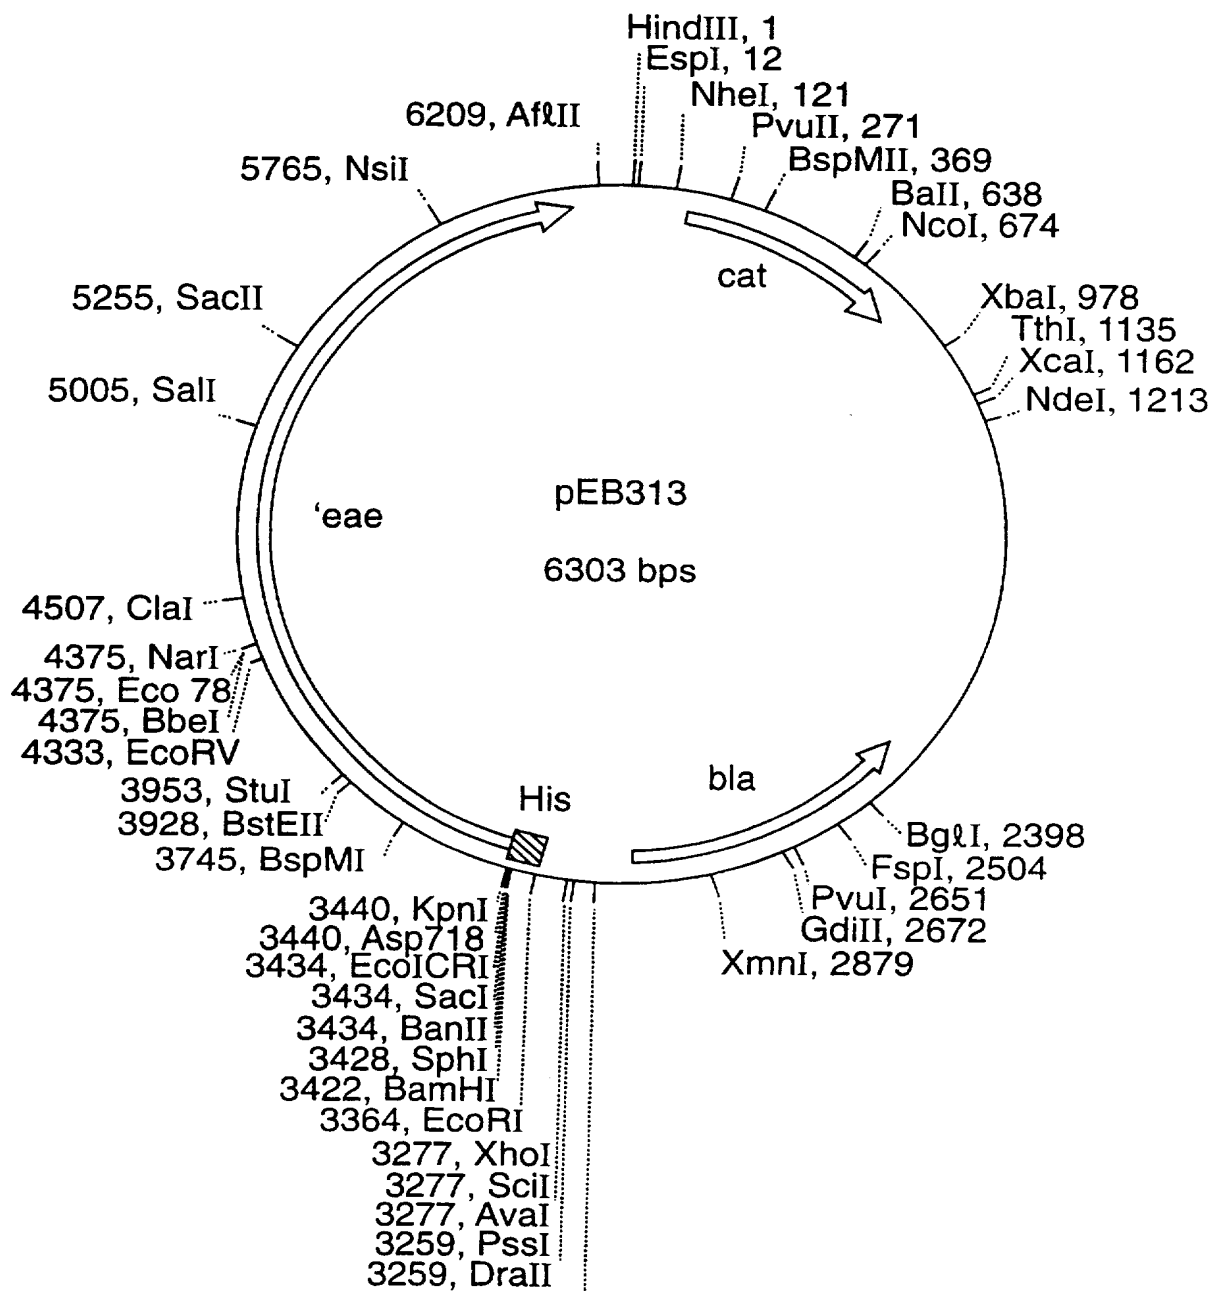 HindIII, 1
EspI, 12
NheI, 121
PvuII, 271
BspMII, 369
BaII, 638
NcoI, 674
XbaI, 978
TthI, 1135
XcaI, 1162
NdeI, 1213
6209, AfℓII
5765, NsiI
5255, SacII
5005, SalI
cat
pEB313
6303 bps
‘eae
4507, ClaI
4375, NarI
4375, Eco 78
4375, BbeI
4333, EcoRV
3953, StuI
3928, BstEII
3745, BspMI
His
bla
BgℓI, 2398
FspI, 2504
PvuI, 2651
GdiII, 2672
XmnI, 2879
3440, KpnI
3440, Asp718
3434, EcoICRI
3434, SacI
3434, BanII
3428, SphI
3422, BamHI
3364, EcoRI
3277, XhoI
3277, SciI
3277, AvaI
3259, PssI
3259, DraII